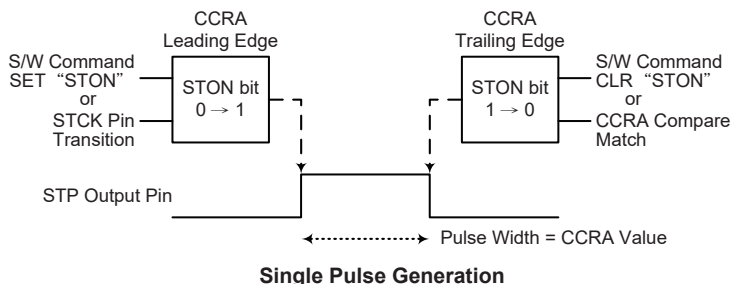 CCRA
Leading Edge
S/W Command
SET “STON”
or
STCK Pin
Transition
STON bit
0 → 1
CCRA
Trailing Edge
STON bit
1 → 0
S/W Command
CLR “STON”
or
CCRA Compare
Match
STP Output Pin
Pulse Width = CCRA Value
Single Pulse Generation